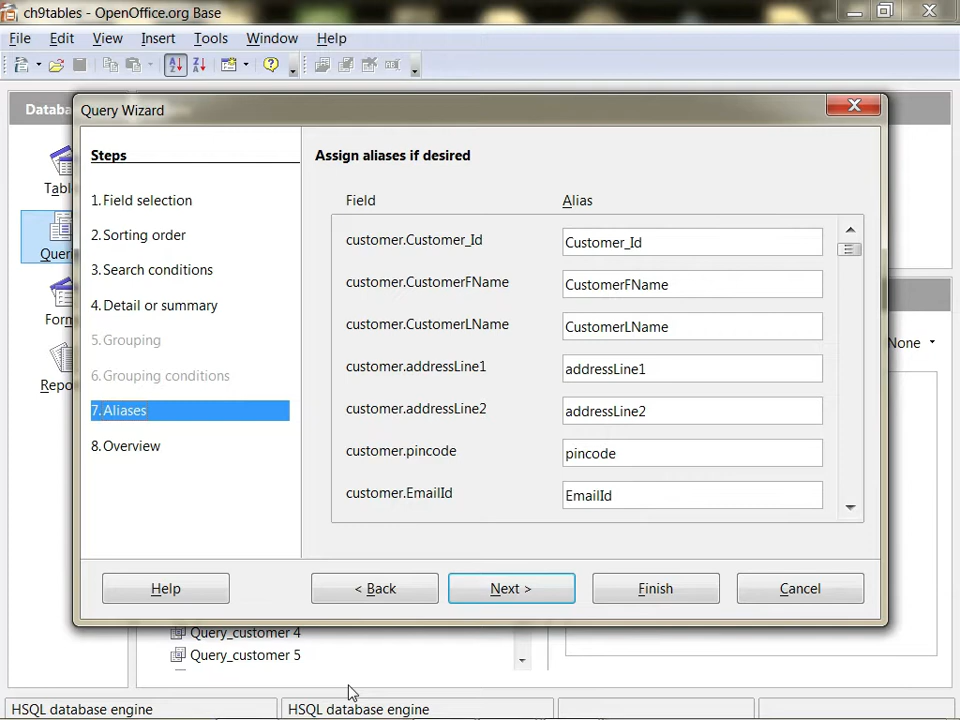 ch9tables - OpenOffice.org Base
File Edit View Insert Tools Window Help
Databa
Query Wizard
Steps
Assign aliases if desired
1.Field selection
2.Sorting order
3.Search conditions
4.Detail or summary
5.Grouping
6.Grouping conditions
7.Aliases
8.Overview
Field Alias
customer.Customer_Id Customer_Id
customer.CustomerFName CustomerFName
customer.CustomerLName CustomerLName
customer.addressLine1 addressLine1
customer.addressLine2 addressLine2
customer.pincode pincode
customer.EmailId EmailId
Help < Back Next > Finish Cancel
Tabl
Quer
Form
Repo
None
Query_customer 4
Query_customer 5
HSQL database engine HSQL database engine